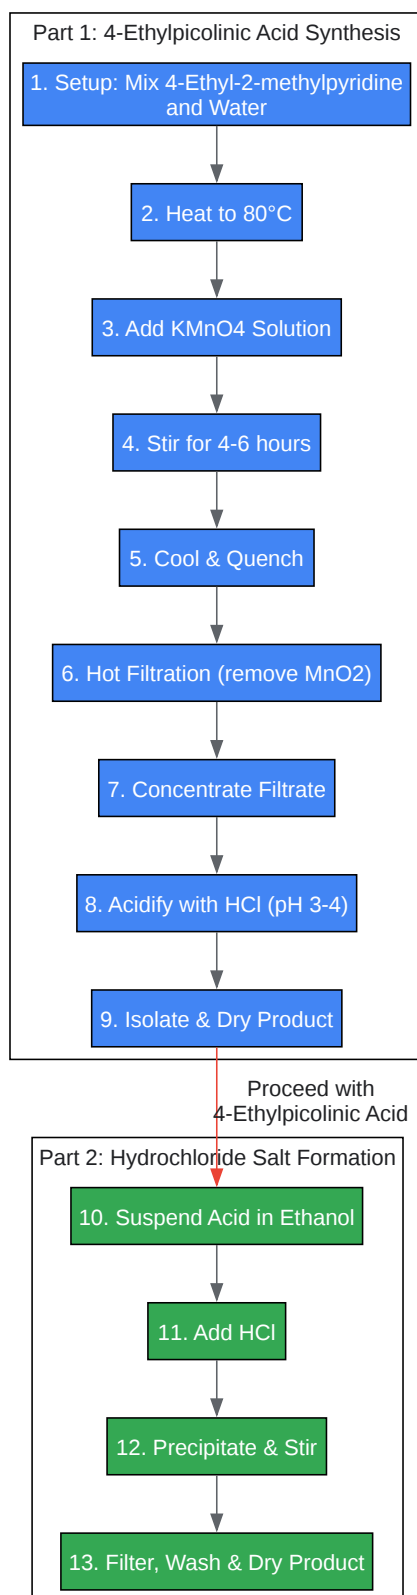 Part 1: 4-Ethylpicolinic Acid Synthesis
1. Setup: Mix 4-Ethyl-2-methylpyridine
and Water
2. Heat to 80°C
3. Add KMnO4 Solution
4. Stir for 4-6 hours
5. Cool & Quench
6. Hot Filtration (remove MnO2)
7. Concentrate Filtrate
8. Acidify with HCl (pH 3-4)
9. Isolate & Dry Product
Proceed with
4-Ethylpicolinic Acid
Part 2: Hydrochloride Salt Formation
10. Suspend Acid in Ethanol
11. Add HCl
12. Precipitate & Stir
13. Filter, Wash & Dry Product